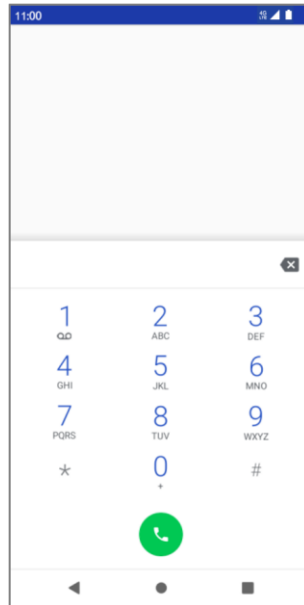 11:00
1 2 3
ABC DEF
4 5 6
GHI JKL MNO
7 8 9
PQRS TUV WXYZ
* 0 #
+